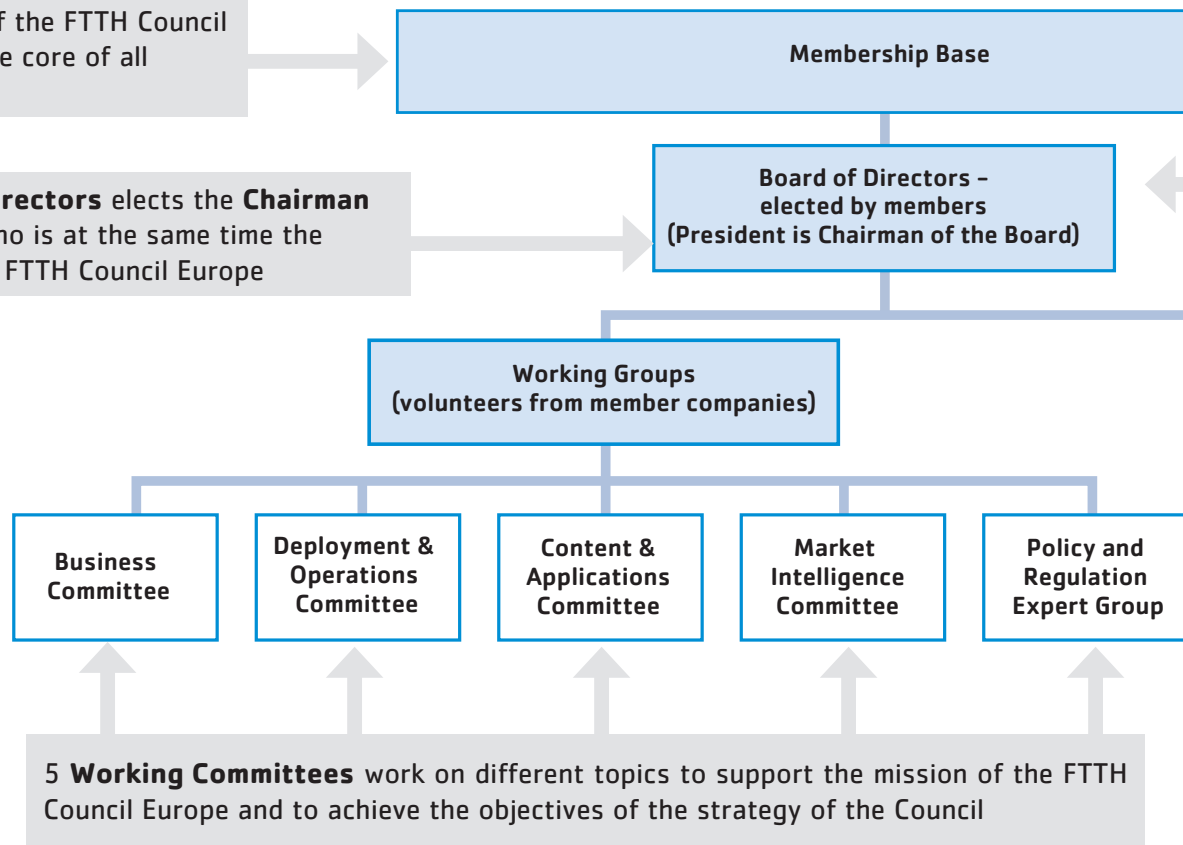 f the FTTH Council
e core of all
Membership Base
rectors elects the Chairman
no is at the same time the
FTTH Council Europe
Board of Directors –
elected by members
(President is Chairman of the Board)
Working Groups
(volunteers from member companies)
Business
Committee
Deployment &
Operations
Committee
Content &
Applications
Committee
Market
Intelligence
Committee
Policy and
Regulation
Expert Group
5 Working Committees work on different topics to support the mission of the FTTH
Council Europe and to achieve the objectives of the strategy of the Council